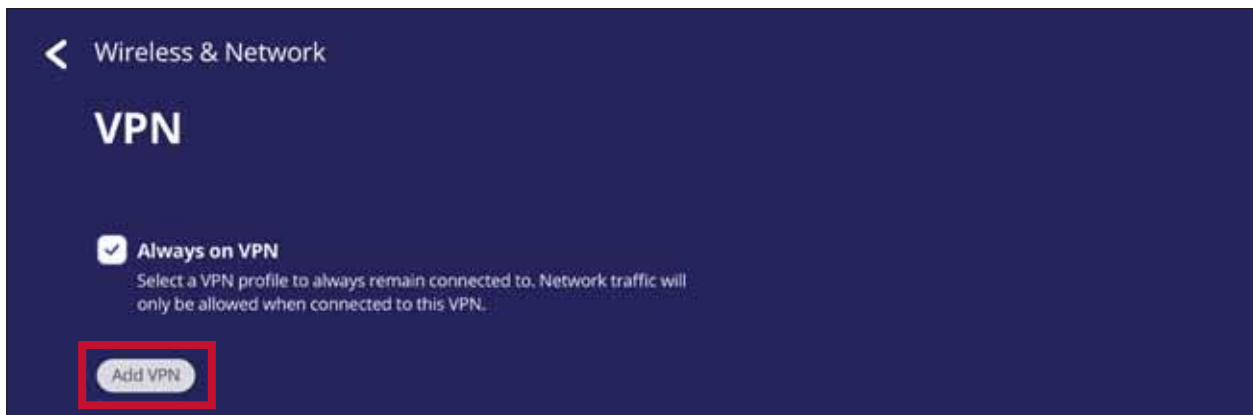 Wireless & Network
VPN
Always on VPN
Select a VPN profile to always remain connected to. Network traffic will
only be allowed when connected to this VPN.
Add VPN